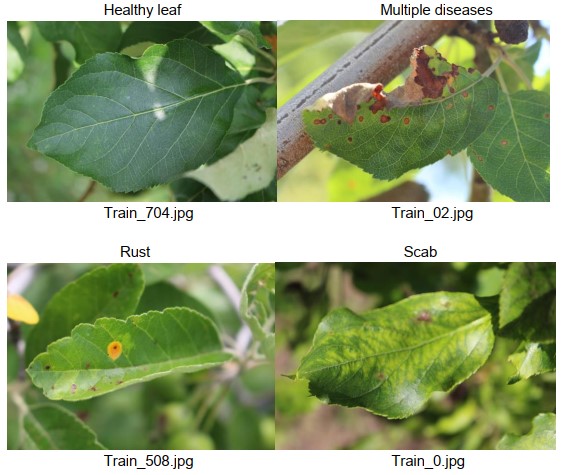 Healthy leaf
Multiple diseases
Train_704.jpg
Train_02.jpg
Rust
Scab
Train_508.jpg
Train_0.jpg